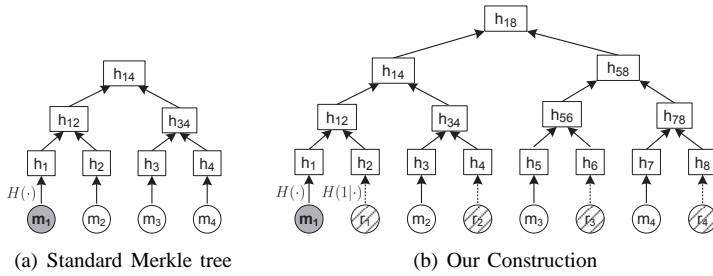 h18
h14
h14
h58
h12
h34
h12
h34
h56
h78
h1
h2
h3
h4
h1
h2
h3
h4
h5
h6
h7
h8
H(·)
H(·)
H(1|·)
m1
m2
m3
m4
m1
r1
m2
r2
m3
r3
m4
r4
(a) Standard Merkle tree
(b) Our Construction